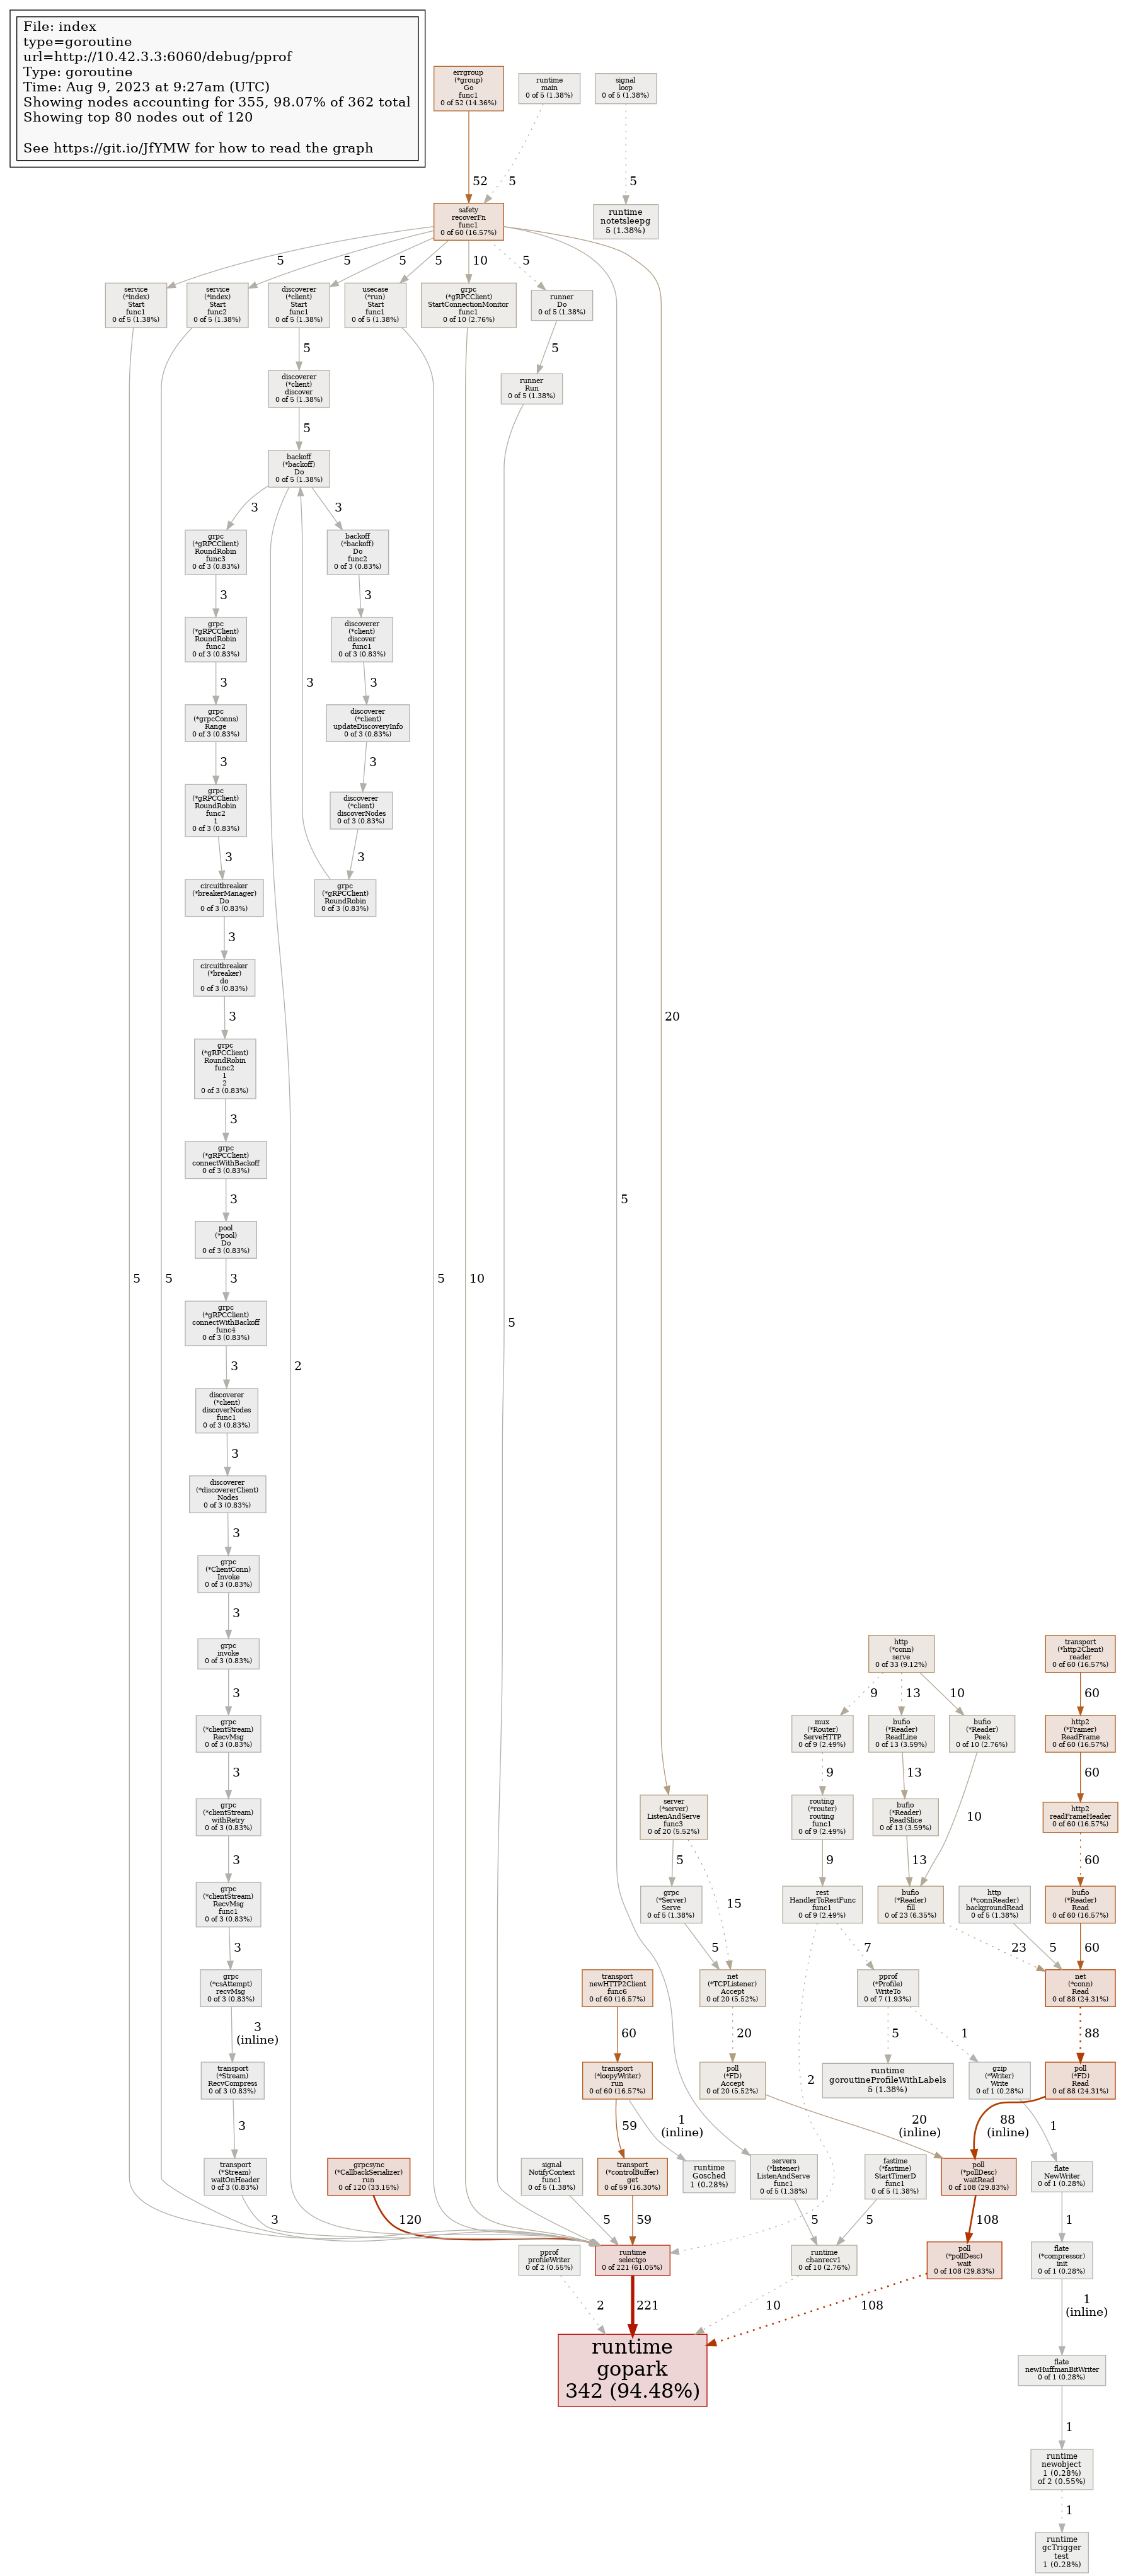 File: index
type=goroutine
url=http://10.42.3.3:6060/debug/pprof
Type: goroutine
Time: Aug 9, 2023 at 9:27am (UTC)
Showing nodes accounting for 355, 98.07% of 362 total
Showing top 80 nodes out of 120
See https://git.io/JfYMW for how to read the graph
errgroup
(*group)
Go
func1
0 of 52 (14.36%)
runtime
main
0 of 5 (1.38%)
signal
loop
0 of 5 (1.38%)
52
5
5
safety
recoverFn
func1
0 of 60 (16.57%)
runtime
notetsleepg
5 (1.38%)
5
5
5
5
10
5
service
(*index)
Start
func1
0 of 5 (1.38%)
service
(*index)
Start
func2
0 of 5 (1.38%)
discoverer
(*client)
Start
func1
0 of 5 (1.38%)
usecase
(*run)
Start
func1
0 of 5 (1.38%)
grpc
(*gRPCClient)
StartConnectionMonitor
func1
0 of 10 (2.76%)
runner
Do
0 of 5 (1.38%)
5
5
discoverer
(*client)
discover
0 of 5 (1.38%)
runner
Run
0 of 5 (1.38%)
5
backoff
(*backoff)
Do
0 of 5 (1.38%)
3
3
grpc
(*gRPCClient)
RoundRobin
func3
0 of 3 (0.83%)
backoff
(*backoff)
Do
func2
0 of 3 (0.83%)
3
3
grpc
(*gRPCClient)
RoundRobin
func2
0 of 3 (0.83%)
discoverer
(*client)
discover
func1
0 of 3 (0.83%)
3
3
3
grpc
(*grpcConns)
Range
0 of 3 (0.83%)
discoverer
(*client)
updateDiscoveryInfo
0 of 3 (0.83%)
3
3
grpc
(*gRPCClient)
RoundRobin
func2
1
0 of 3 (0.83%)
discoverer
(*client)
discoverNodes
0 of 3 (0.83%)
3
3
circuitbreaker
(*breakerManager)
Do
0 of 3 (0.83%)
grpc
(*gRPCClient)
RoundRobin
0 of 3 (0.83%)
3
circuitbreaker
(*breaker)
do
0 of 3 (0.83%)
3
20
grpc
(*gRPCClient)
RoundRobin
func2
1
2
0 of 3 (0.83%)
3
grpc
(*gRPCClient)
connectWithBackoff
0 of 3 (0.83%)
3
5
pool
(*pool)
Do
0 of 3 (0.83%)
5
5
3
5
10
grpc
(*gRPCClient)
connectWithBackoff
func4
0 of 3 (0.83%)
5
3
2
discoverer
(*client)
discoverNodes
func1
0 of 3 (0.83%)
3
discoverer
(*discovererClient)
Nodes
0 of 3 (0.83%)
3
grpc
(*ClientConn)
Invoke
0 of 3 (0.83%)
3
grpc
invoke
0 of 3 (0.83%)
http
(*conn)
serve
0 of 33 (9.12%)
transport
(*http2Client)
reader
0 of 60 (16.57%)
3
9
13
10
60
grpc
(*clientStream)
RecvMsg
0 of 3 (0.83%)
mux
(*Router)
ServeHTTP
0 of 9 (2.49%)
bufio
(*Reader)
ReadLine
0 of 13 (3.59%)
bufio
(*Reader)
Peek
0 of 10 (2.76%)
http2
(*Framer)
ReadFrame
0 of 60 (16.57%)
3
9
13
60
grpc
(*clientStream)
withRetry
0 of 3 (0.83%)
server
(*server)
ListenAndServe
func3
0 of 20 (5.52%)
routing
(*router)
routing
func1
0 of 9 (2.49%)
bufio
(*Reader)
ReadSlice
0 of 13 (3.59%)
10
http2
readFrameHeader
0 of 60 (16.57%)
3
5
9
13
60
grpc
(*clientStream)
RecvMsg
func1
0 of 3 (0.83%)
grpc
(*Server)
Serve
0 of 5 (1.38%)
15
rest
HandlerToRestFunc
func1
0 of 9 (2.49%)
bufio
(*Reader)
fill
0 of 23 (6.35%)
http
(*connReader)
backgroundRead
0 of 5 (1.38%)
bufio
(*Reader)
Read
0 of 60 (16.57%)
3
5
7
23
5
60
grpc
(*csAttempt)
recvMsg
0 of 3 (0.83%)
transport
newHTTP2Client
func6
0 of 60 (16.57%)
net
(*TCPListener)
Accept
0 of 20 (5.52%)
pprof
(*Profile)
WriteTo
0 of 7 (1.93%)
net
(*conn)
Read
0 of 88 (24.31%)
3
(inline)
60
20
5
1
88
transport
(*Stream)
RecvCompress
0 of 3 (0.83%)
transport
(*loopyWriter)
run
0 of 60 (16.57%)
poll
(*FD)
Accept
0 of 20 (5.52%)
2
runtime
goroutineProfileWithLabels
5 (1.38%)
gzip
(*Writer)
Write
0 of 1 (0.28%)
poll
(*FD)
Read
0 of 88 (24.31%)
3
59
1
(inline)
20
(inline)
88
(inline)
1
transport
(*Stream)
waitOnHeader
0 of 3 (0.83%)
grpcsync
(*CallbackSerializer)
run
0 of 120 (33.15%)
signal
NotifyContext
func1
0 of 5 (1.38%)
transport
(*controlBuffer)
get
0 of 59 (16.30%)
runtime
Gosched
1 (0.28%)
servers
(*listener)
ListenAndServe
func1
0 of 5 (1.38%)
fastime
(*fastime)
StartTimerD
func1
0 of 5 (1.38%)
poll
(*pollDesc)
waitRead
0 of 108 (29.83%)
flate
NewWriter
0 of 1 (0.28%)
3
120
5
59
5
5
108
1
pprof
profileWriter
0 of 2 (0.55%)
runtime
selectgo
0 of 221 (61.05%)
runtime
chanrecv1
0 of 10 (2.76%)
poll
(*pollDesc)
wait
0 of 108 (29.83%)
flate
(*compressor)
init
0 of 1 (0.28%)
2
221
10
108
1
(inline)
runtime
gopark
342 (94.48%)
flate
newHuffmanBitWriter
0 of 1 (0.28%)
1
runtime
newobject
1 (0.28%)
of 2 (0.55%)
1
runtime
gcTrigger
test
1 (0.28%)